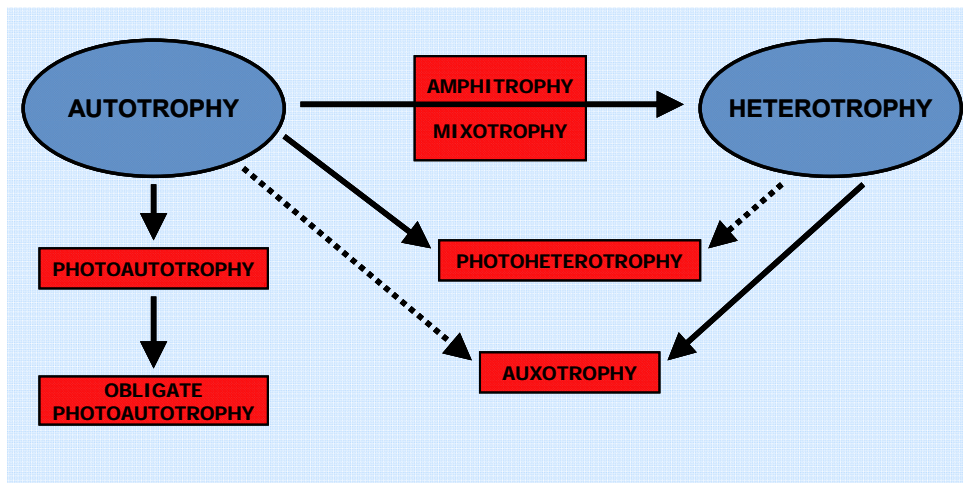 AUTOTROPHY
AMPHITROPHY
MIXOTROPHY
HETEROTROPHY
PHOTOAUTOTROPHY
PHOTOHETEROTROPHY
OBLIGATE
PHOTOAUTOTROPHY
AUXOTROPHY